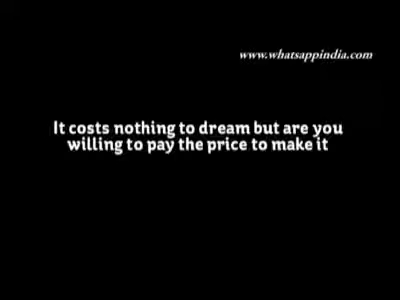 www.whatsappindia.com
It costs nothing to dream but are you
willing to pay the price to make it